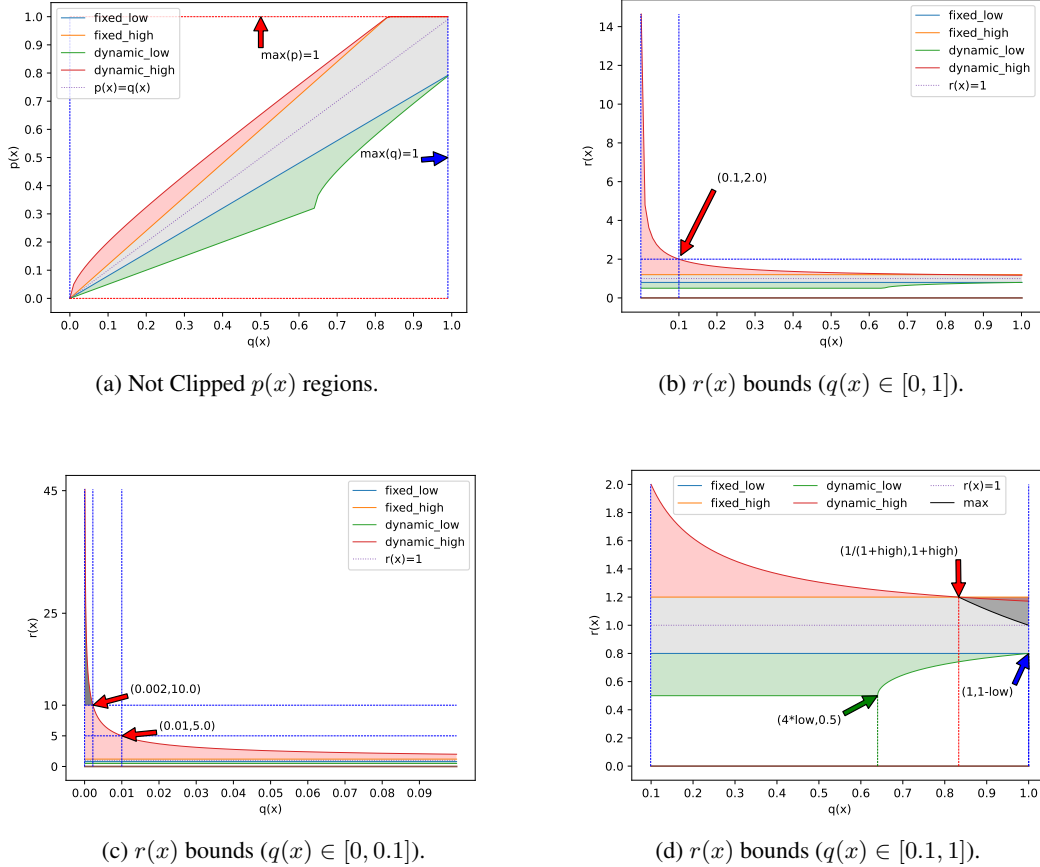 1.0
0.8
0.6
0.4
0.2
0.0
p(x)
fixed_low
fixed_high
dynamic_low
dynamic_high
p(x)=q(x)
max(p)=1
max(q)=1
0.0 0.1 0.2 0.3 0.4 0.5 0.6 0.7 0.8 0.9 1.0
q(x)
(a) Not Clipped p(x) regions.
14
12
10
8
6
4
2
0
r(x)
fixed_low
fixed_high
dynamic_low
dynamic_high
r(x)=1
(0.1,2.0)
0.1 0.2 0.3 0.4 0.5 0.6 0.7 0.8 0.9 1.0
q(x)
(b) r(x) bounds (q(x) ∈ [0, 1]).
45
25
10
5
0
r(x)
fixed_low
fixed_high
dynamic_low
dynamic_high
r(x)=1
(0.002,10.0)
(0.01,5.0)
0.00 0.01 0.02 0.03 0.04 0.05 0.06 0.07 0.08 0.09
q(x)
(c) r(x) bounds (q(x) ∈ [0, 0.1]).
2.0
1.8
1.6
1.4
1.2
1.0
0.8
0.6
0.4
0.2
0.0
r(x)
fixed_low dynamic_low r(x)=1
fixed_high dynamic_high max
(1/(1+high),1+high)
(4*low,0.5)
(1,1-low)
0.1 0.2 0.3 0.4 0.5 0.6 0.7 0.8 0.9 1.0
q(x)
(d) r(x) bounds (q(x) ∈ [0.1, 1]).